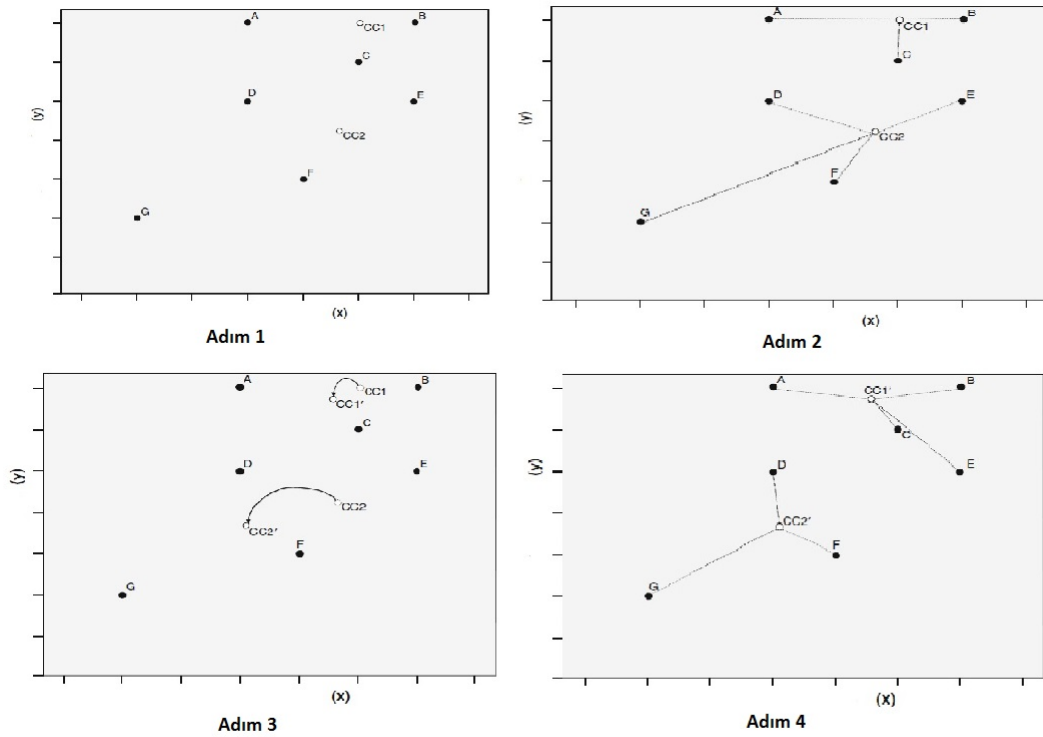 A
CC1
B
C
D
E
(y)
CC2
F
G
(x)
Adım 1
A
CC1
B
C
D
E
(y)
CC2
F
G
(x)
Adım 2
A
CC1
B
CC1'
C
D
E
(y)
CC2
CC2'
F
G
(x)
Adım 3
A
CC1'
B
C
D
E
(y)
CC2'
F
G
(x)
Adım 4